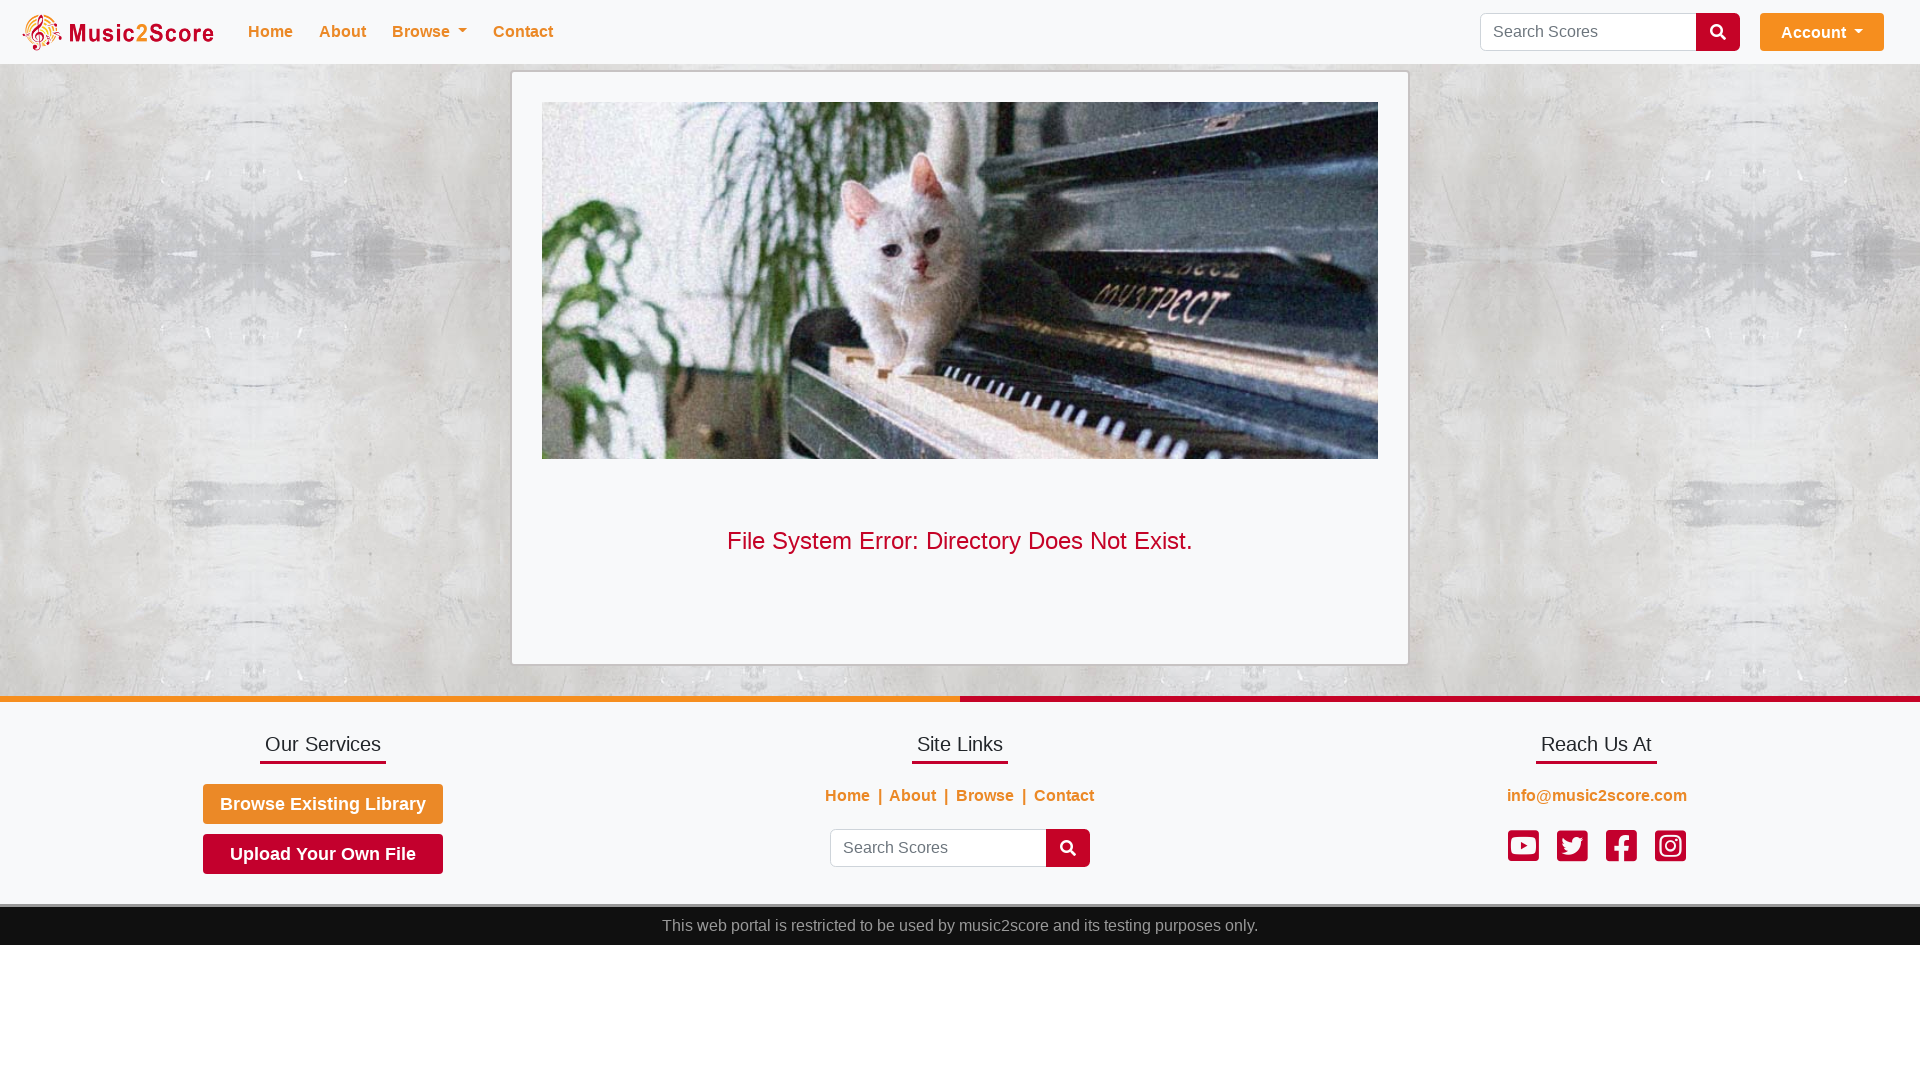 Music2Score
Home
About
Browse
Contact
Search Scores
Account
МУЗТРЕСТ
File System Error: Directory Does Not Exist.
Our Services
Browse Existing Library
Upload Your Own File
Site Links
Home | About | Browse | Contact
Search Scores
Reach Us At
info@music2score.com
This web portal is restricted to be used by music2score and its testing purposes only.